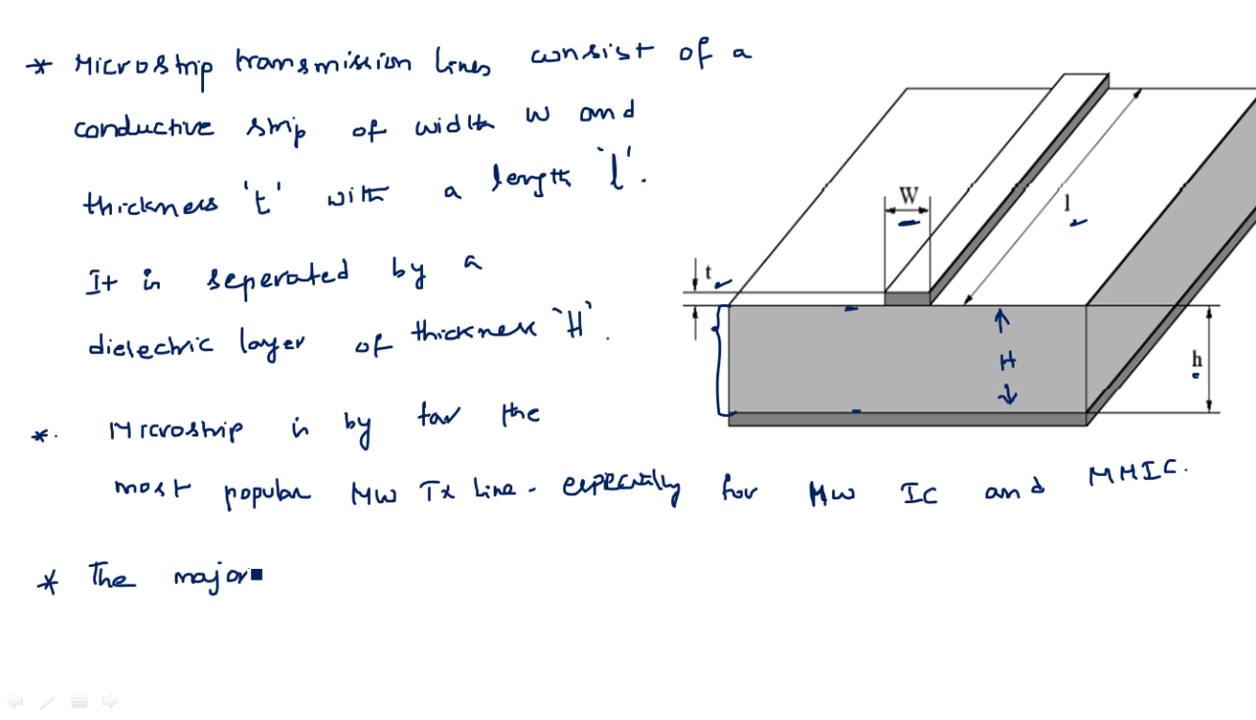 * Microstrip transmission lines consist of a
conductive strip of width W and
thickness 't' with a length 'l'.
It is seperated by a
dielectric layer of thickness 'H'.
*. Microstrip is by far the
most popular MW Tx Line - especially for MW IC and MMIC.
* The major
W
l
t
H
h